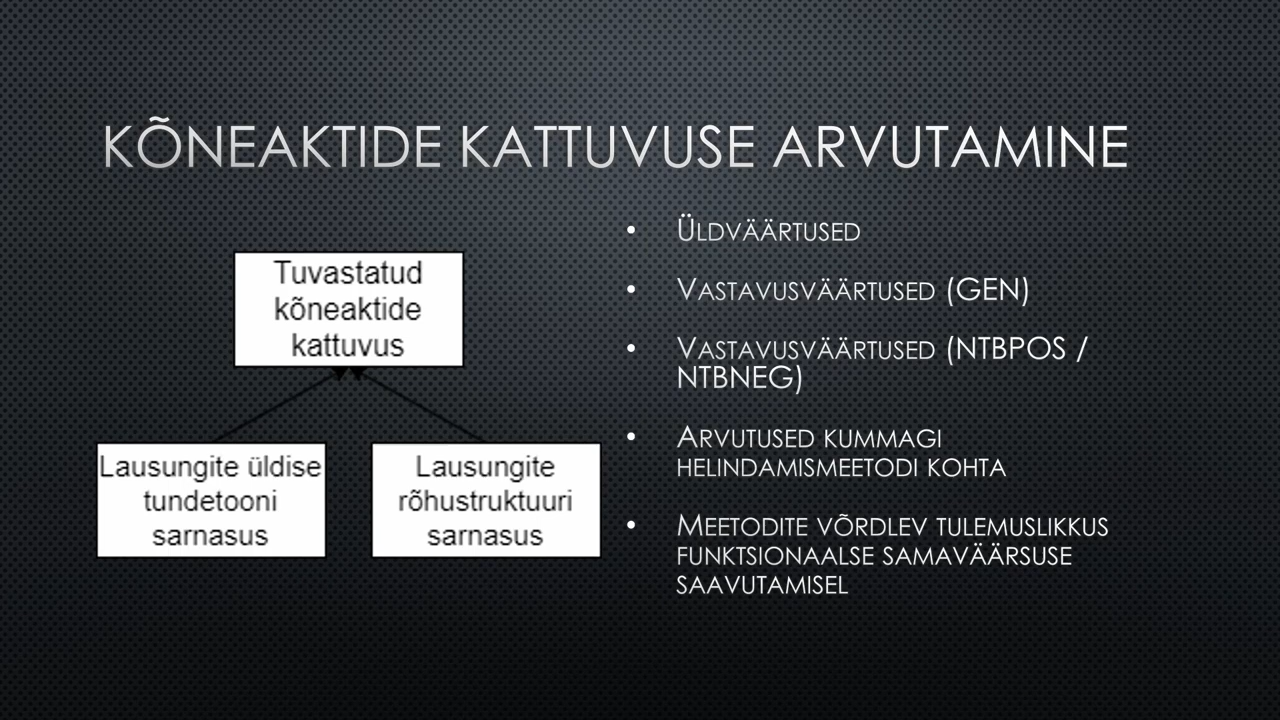 KÕNEAKTIDE KATTUVUSE ARVUTAMINE
Tuvastatud
kõneaktide
kattuvus
Lausungite üldise
tundetooni
sarnasus
Lausungite
rõhustruktuuri
sarnasus
• ÜLDVÄÄRTUSED
• VASTAVUSVÄÄRTUSED (GEN)
• VASTAVUSVÄÄRTUSED (NTBPOS /
NTBNEG)
• ARVUTUSED KUMMAGI
HELINDAMISMEETODI KOHTA
• MEETODITE VÕRDLEV TULEMUSLIKKUS
FUNKTSIONAALSE SAMAVÄÄRSUSE
SAAVUTAMISEL